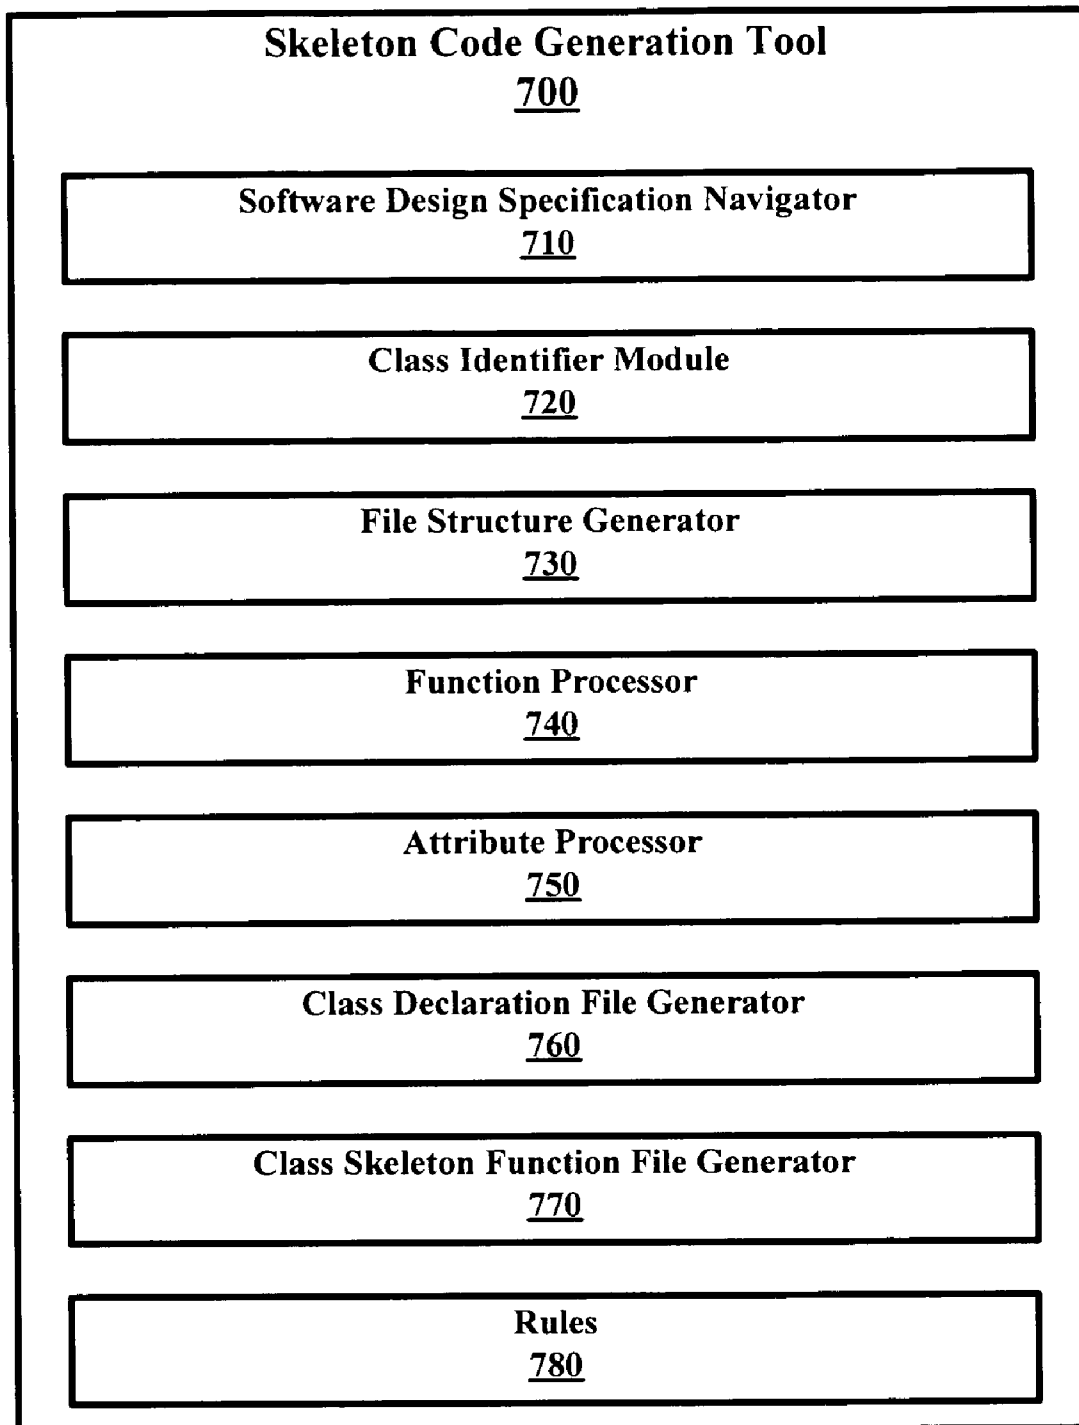 Skeleton Code Generation Tool
700
Software Design Specification Navigator
710
Class Identifier Module
720
File Structure Generator
730
Function Processor
740
Attribute Processor
750
Class Declaration File Generator
760
Class Skeleton Function File Generator
770
Rules
780